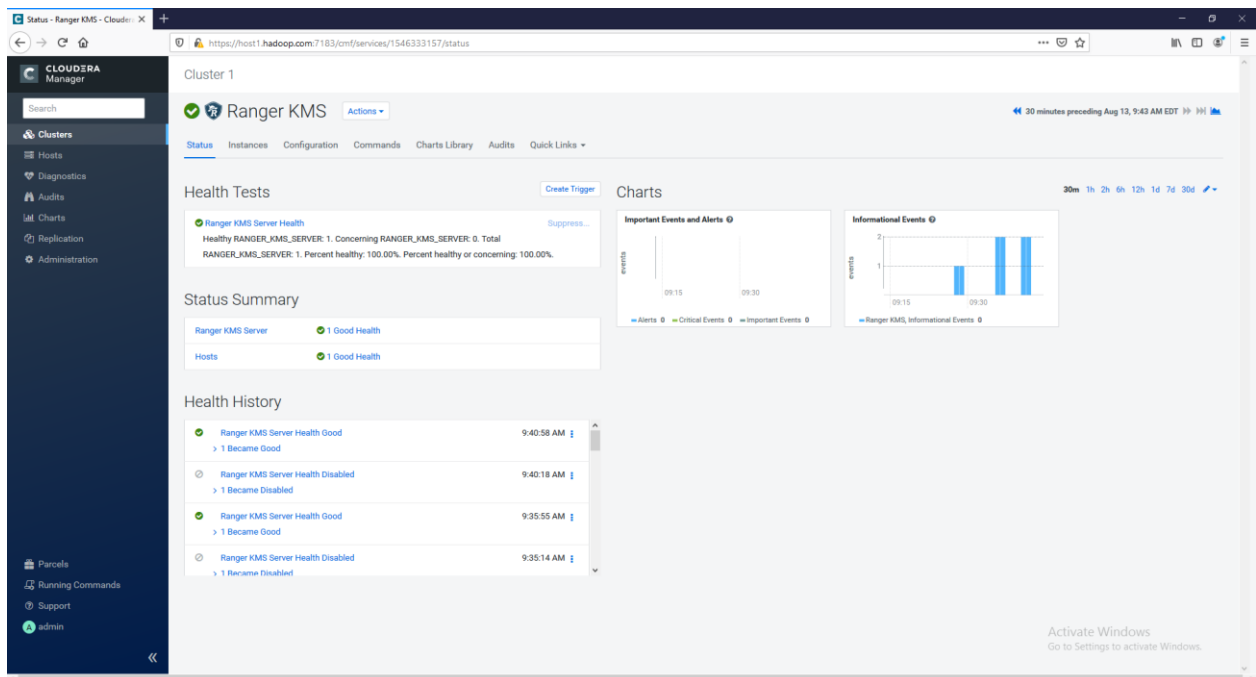 Status - Ranger KMS - Clouder
https://host1.hadoop.com:7183/cmf/services/1546333157/status
CLOUDERA
Manager
Search
Clusters
Hosts
Diagnostics
Audits
Charts
Replication
Administration
Parcels
Running Commands
Support
A admin
Cluster 1
Ranger KMS Actions
30 minutes preceding Aug 13, 9:43 AM EDT
Status Instances Configuration Commands Charts Library Audits Quick Links
Health Tests Create Trigger
Ranger KMS Server Health Suppress...
Healthy RANGER_KMS_SERVER: 1. Concerning RANGER_KMS_SERVER: 0. Total
RANGER_KMS_SERVER: 1. Percent healthy: 100.00%. Percent healthy or concerning: 100.00%.
Status Summary
Ranger KMS Server 1 Good Health
Hosts 1 Good Health
Health History
Ranger KMS Server Health Good 9:40:58 AM
> 1 Became Good
Ranger KMS Server Health Disabled 9:40:18 AM
> 1 Became Disabled
Ranger KMS Server Health Good 9:35:55 AM
> 1 Became Good
Ranger KMS Server Health Disabled 9:35:14 AM
> 1 Became Disabled
Charts
30m 1h 2h 6h 12h 1d 7d 30d
Important Events and Alerts
events
09:15 09:30
Alerts 0 Critical Events 0 Important Events 0
Informational Events
events
2
1
09:15 09:30
Ranger KMS, Informational Events 0
Activate Windows
Go to Settings to activate Windows.